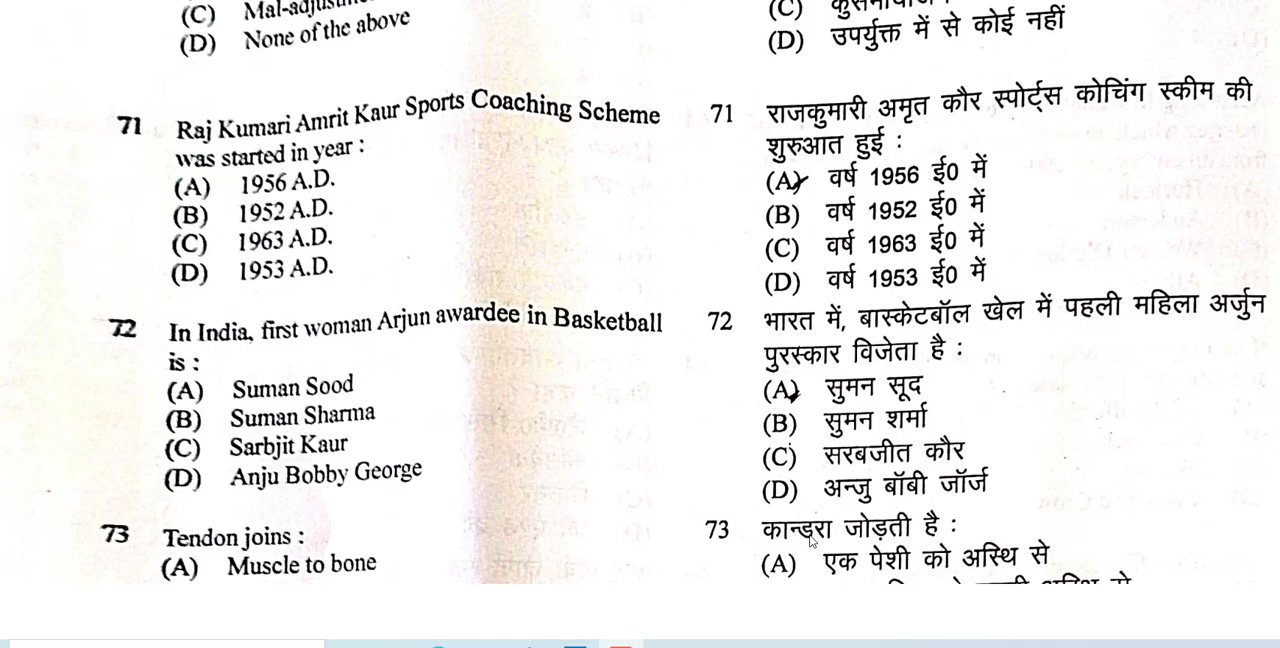 (C) Mal-adjustment
(D) None of the above
71 Raj Kumari Amrit Kaur Sports Coaching Scheme
was started in year :
(A) 1956 A.D.
(B) 1952 A.D.
(C) 1963 A.D.
(D) 1953 A.D.
72 In India, first woman Arjun awardee in Basketball
is :
(A) Suman Sood
(B) Suman Sharma
(C) Sarbjit Kaur
(D) Anju Bobby George
73 Tendon joins :
(A) Muscle to bone
(C)
(D) उपर्युक्त में से कोई नहीं
71 राजकुमारी अमृत कौर स्पोर्ट्स कोचिंग स्कीम की
शुरुआत हुई :
(A) वर्ष 1956 ई0 में
(B) वर्ष 1952 ई0 में
(C) वर्ष 1963 ई0 में
(D) वर्ष 1953 ई0 में
72 भारत में, बास्केटबॉल खेल में पहली महिला अर्जुन
पुरस्कार विजेता है :
(A) सुमन सूद
(B) सुमन शर्मा
(C) सरबजीत कौर
(D) अन्जु बॉबी जॉर्ज
73 कान्ड्रा जोड़ती है :
(A) एक पेशी को अस्थि से